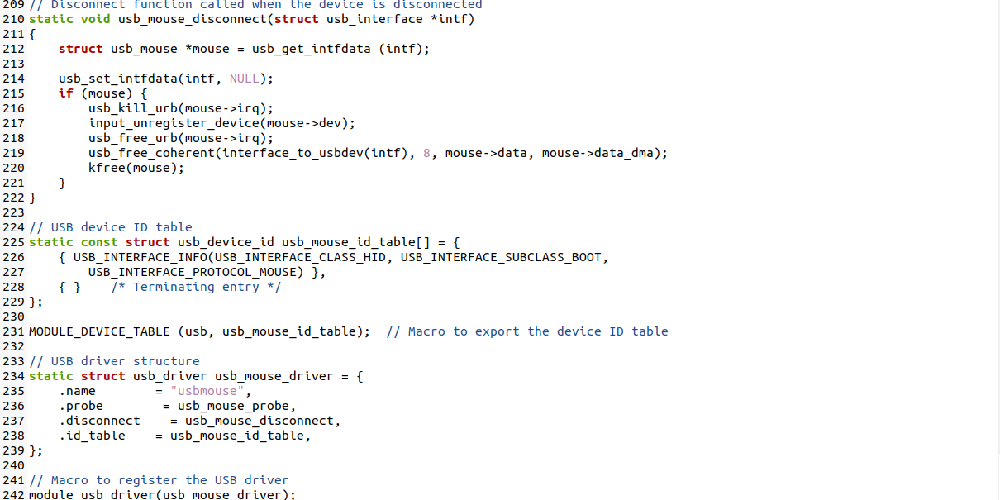 209 // Disconnect function called when the device is disconnected
210 static void usb_mouse_disconnect(struct usb_interface *intf)
211 {
212     struct usb_mouse *mouse = usb_get_intfdata (intf);
213
214     usb_set_intfdata(intf, NULL);
215     if (mouse) {
216         usb_kill_urb(mouse->irq);
217         input_unregister_device(mouse->dev);
218         usb_free_urb(mouse->irq);
219         usb_free_coherent(interface_to_usbdev(intf), 8, mouse->data, mouse->data_dma);
220         kfree(mouse);
221     }
222 }
223
224 // USB device ID table
225 static const struct usb_device_id usb_mouse_id_table[] = {
226     { USB_INTERFACE_INFO(USB_INTERFACE_CLASS_HID, USB_INTERFACE_SUBCLASS_BOOT,
227         USB_INTERFACE_PROTOCOL_MOUSE) },
228     { }    /* Terminating entry */
229 };
230
231 MODULE_DEVICE_TABLE (usb, usb_mouse_id_table);  // Macro to export the device ID table
232
233 // USB driver structure
234 static struct usb_driver usb_mouse_driver = {
235     .name        = "usbmouse",
236     .probe        = usb_mouse_probe,
237     .disconnect    = usb_mouse_disconnect,
238     .id_table    = usb_mouse_id_table,
239 };
240
241 // Macro to register the USB driver
242 module_usb_driver(usb_mouse_driver);